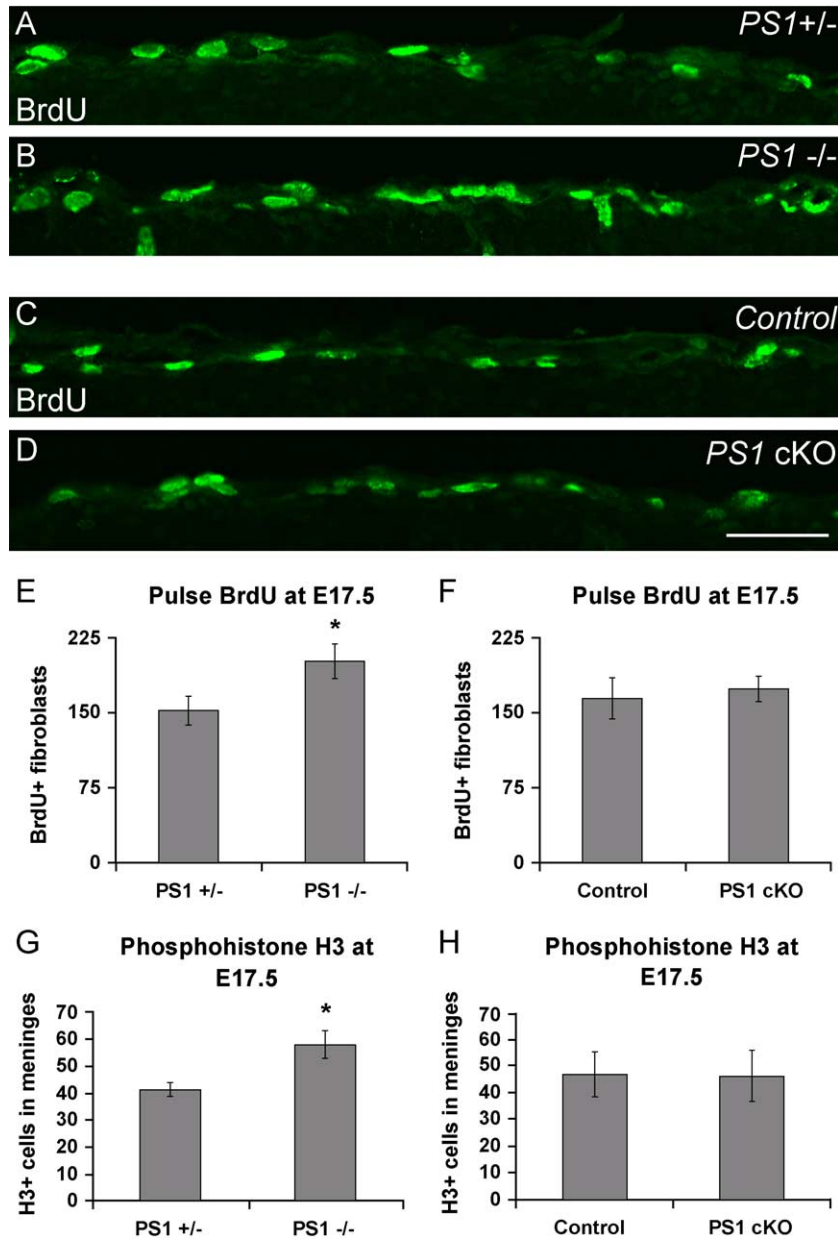 A
PS1+/-
BrdU
B
PS1 -/-
C
Control
BrdU
D
PS1 cKO
E
Pulse BrdU at E17.5
*
225
150
75
0
BrdU+ fibroblasts
PS1 +/-
PS1 -/-
F
Pulse BrdU at E17.5
225
150
75
0
BrdU+ fibroblasts
Control
PS1 cKO
G
Phosphohistone H3 at
E17.5
*
70
60
50
40
30
20
10
0
H3+ cells in meninges
PS1 +/-
PS1 -/-
H
Phosphohistone H3 at
E17.5
70
60
50
40
30
20
10
0
H3+ cells in meninges
Control
PS1 cKO